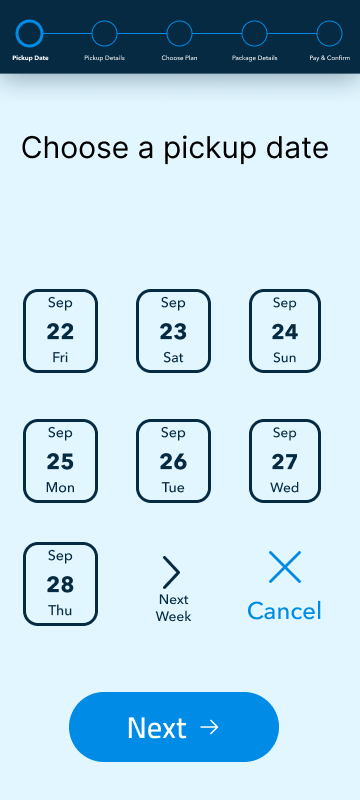 Pickup Date Pickup Details Choose Plan Package Details Pay & Confirm
Choose a pickup date
Sep Sep Sep
22 23 24
Fri Sat Sun
Sep Sep Sep
25 26 27
Mon Tue Wed
Sep
28
Thu
Next
Week
Cancel
Next